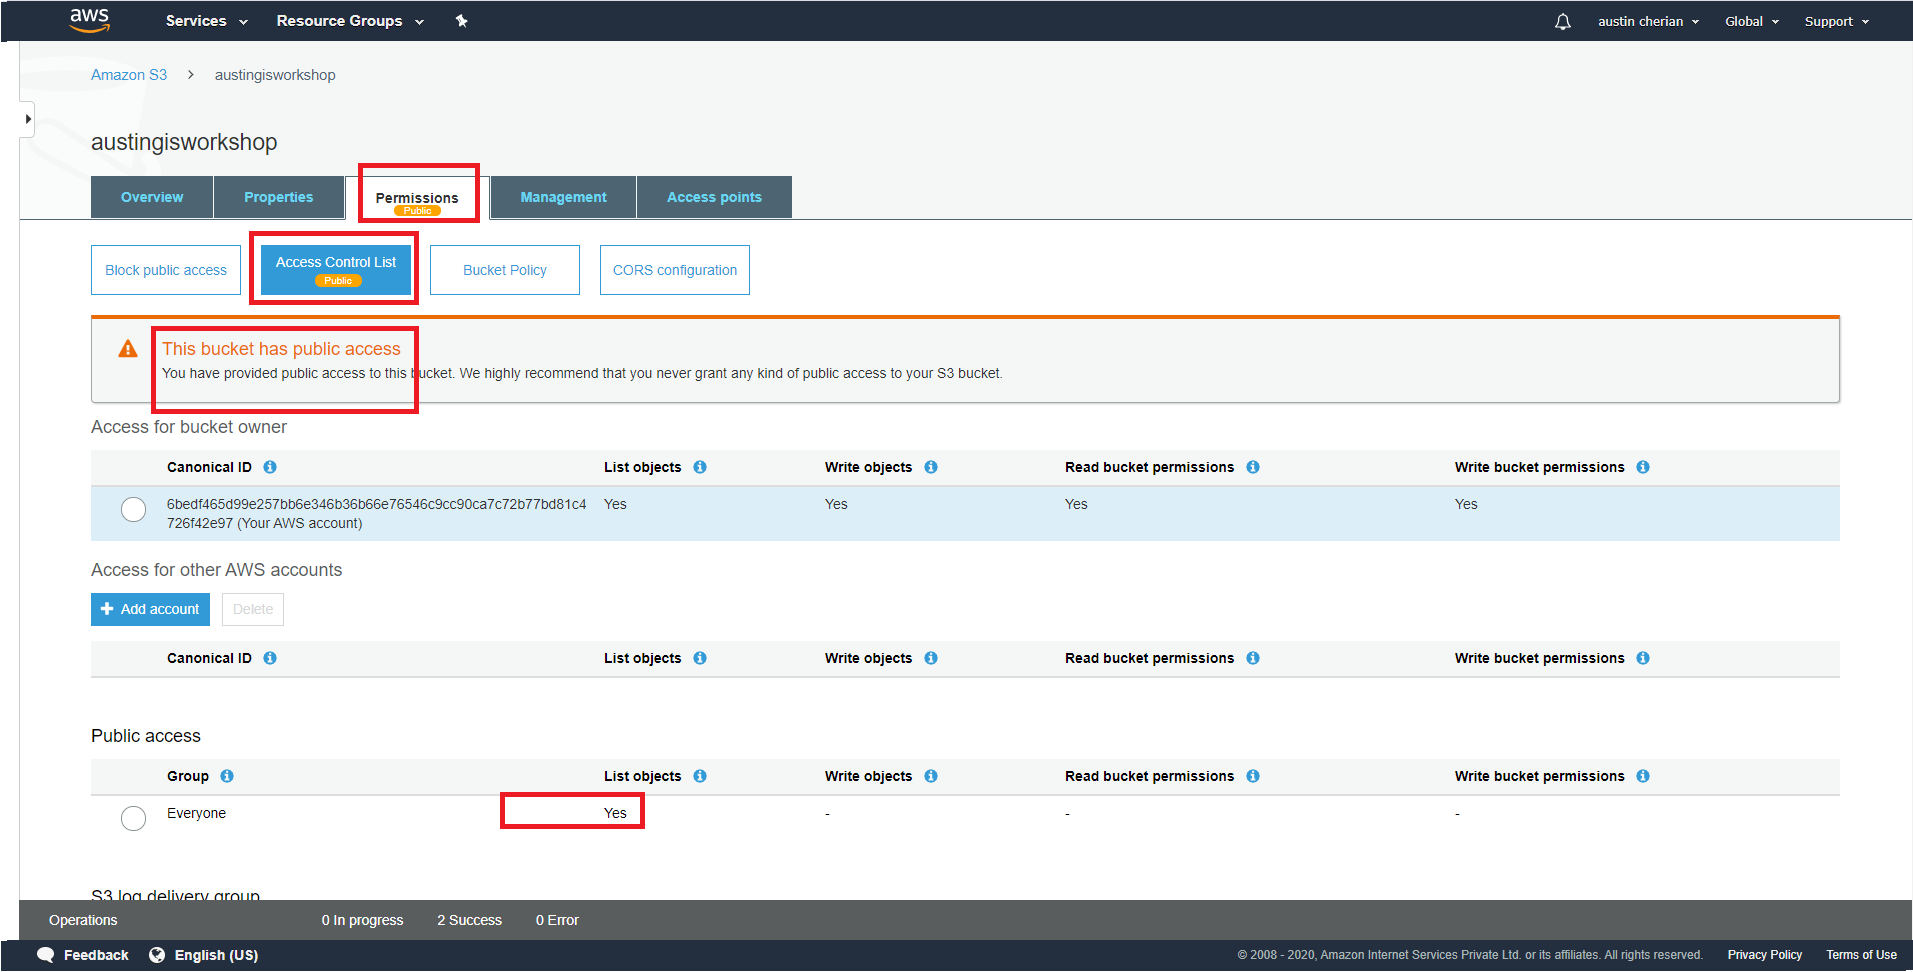 aws Services Resource Groups austin cherian Global Support
Amazon S3 > austingisworkshop
austingisworkshop
Overview Properties Permissions Management Access points
Public
Block public access Access Control List Bucket Policy CORS configuration
Public
This bucket has public access
You have provided public access to this bucket. We highly recommend that you never grant any kind of public access to your S3 bucket.
Access for bucket owner
Canonical ID List objects Write objects Read bucket permissions Write bucket permissions
6bedf465d99e257bb6e346b36b66e76546c9cc90ca7c72b77bd81c4 Yes Yes Yes Yes
726f42e97 (Your AWS account)
Access for other AWS accounts
Add account Delete
Canonical ID List objects Write objects Read bucket permissions Write bucket permissions
Public access
Group List objects Write objects Read bucket permissions Write bucket permissions
Everyone Yes - - -
S3 log delivery group
Operations 0 In progress 2 Success 0 Error
Feedback English (US) © 2008 - 2020, Amazon Internet Services Private Ltd. or its affiliates. All rights reserved. Privacy Policy Terms of Use